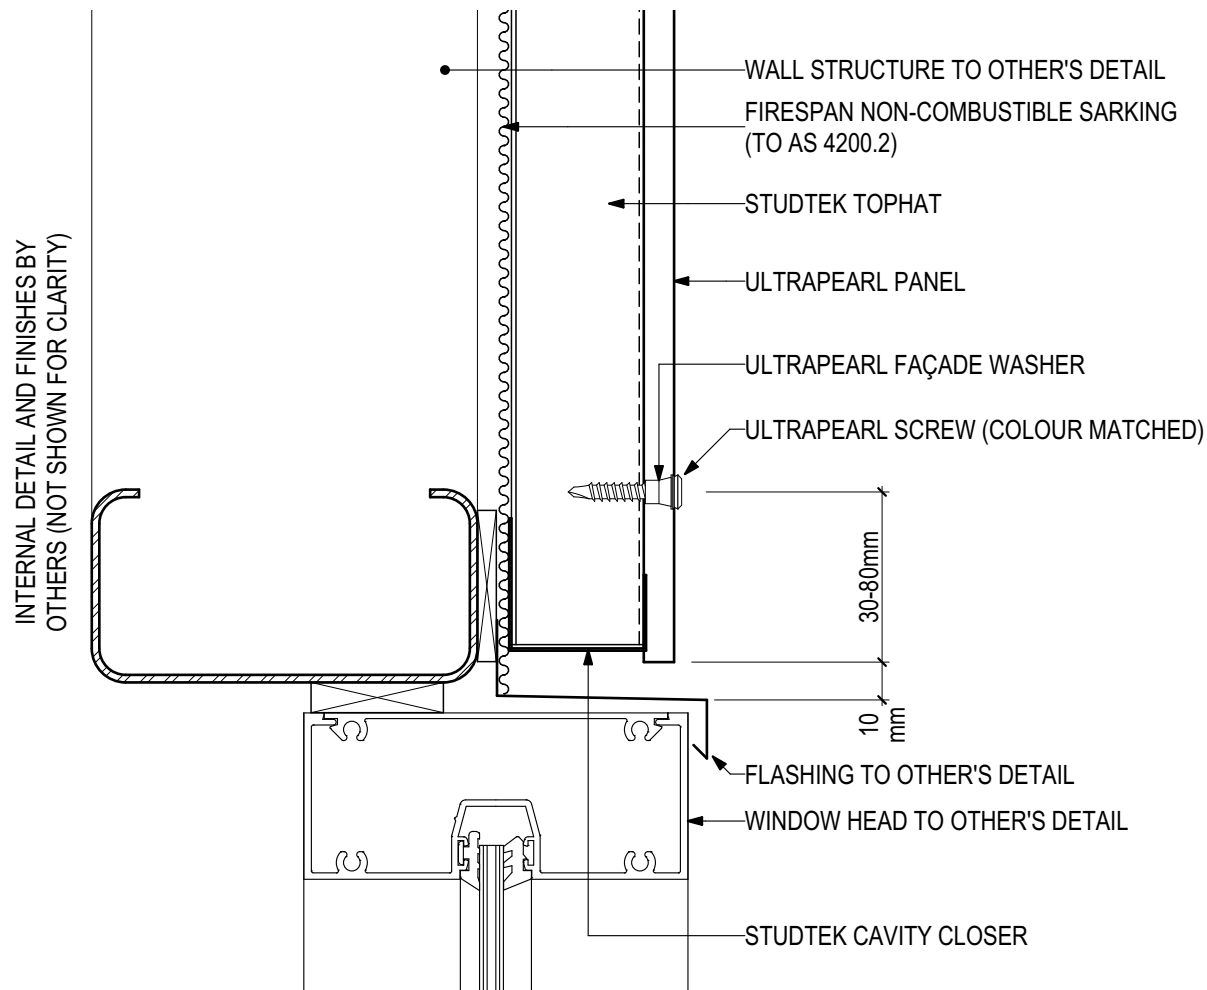 WALL STRUCTURE TO OTHER'S DETAIL
FIRESPAN NON-COMBUSTIBLE SARKING
(TO AS 4200.2)
STUDTEK TOPHAT
INTERNAL DETAIL AND FINISHES BY
OTHERS (NOT SHOWN FOR CLARITY)
ULTRAPEARL PANEL
ULTRAPEARL FAÇADE WASHER
ULTRAPEARL SCREW (COLOUR MATCHED)
30-80mm
10
mm
FLASHING TO OTHER'S DETAIL
WINDOW HEAD TO OTHER'S DETAIL
STUDTEK CAVITY CLOSER